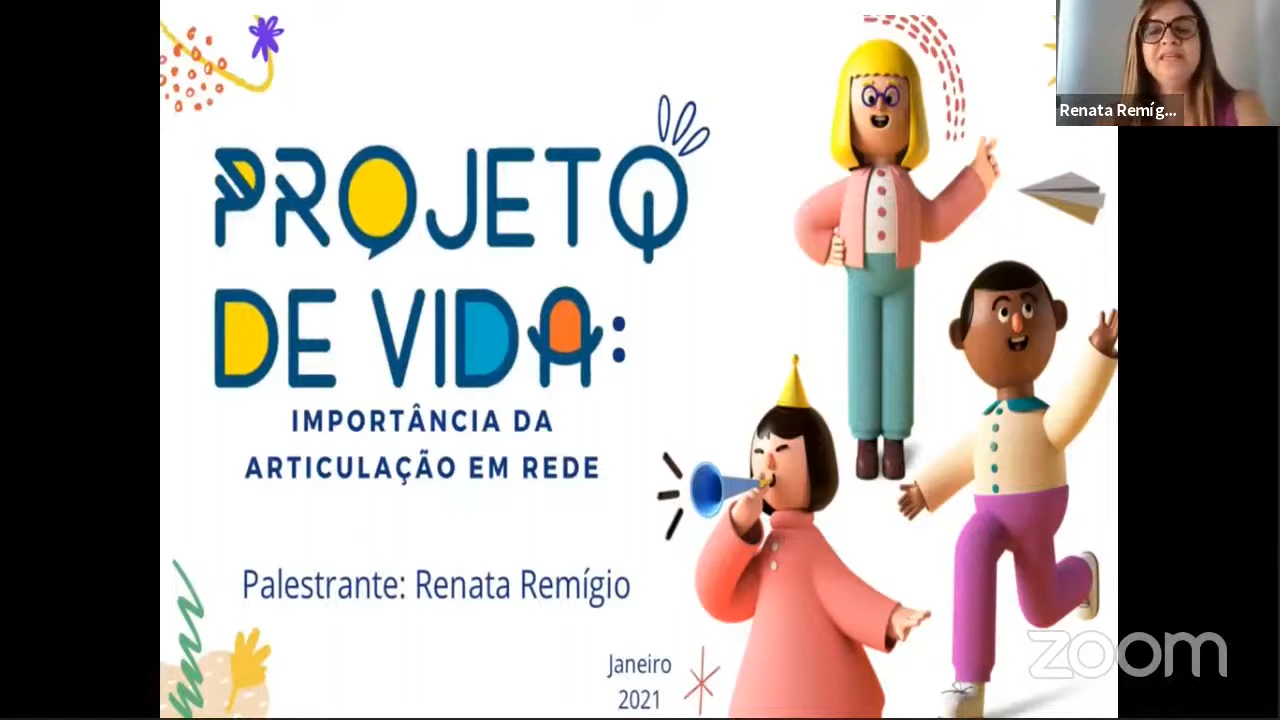 PROJETO
DE VIDA:
IMPORTÂNCIA DA
ARTICULAÇÃO EM REDE
Palestrante: Renata Remígio
Janeiro
2021
Renata Remíg...
zoom